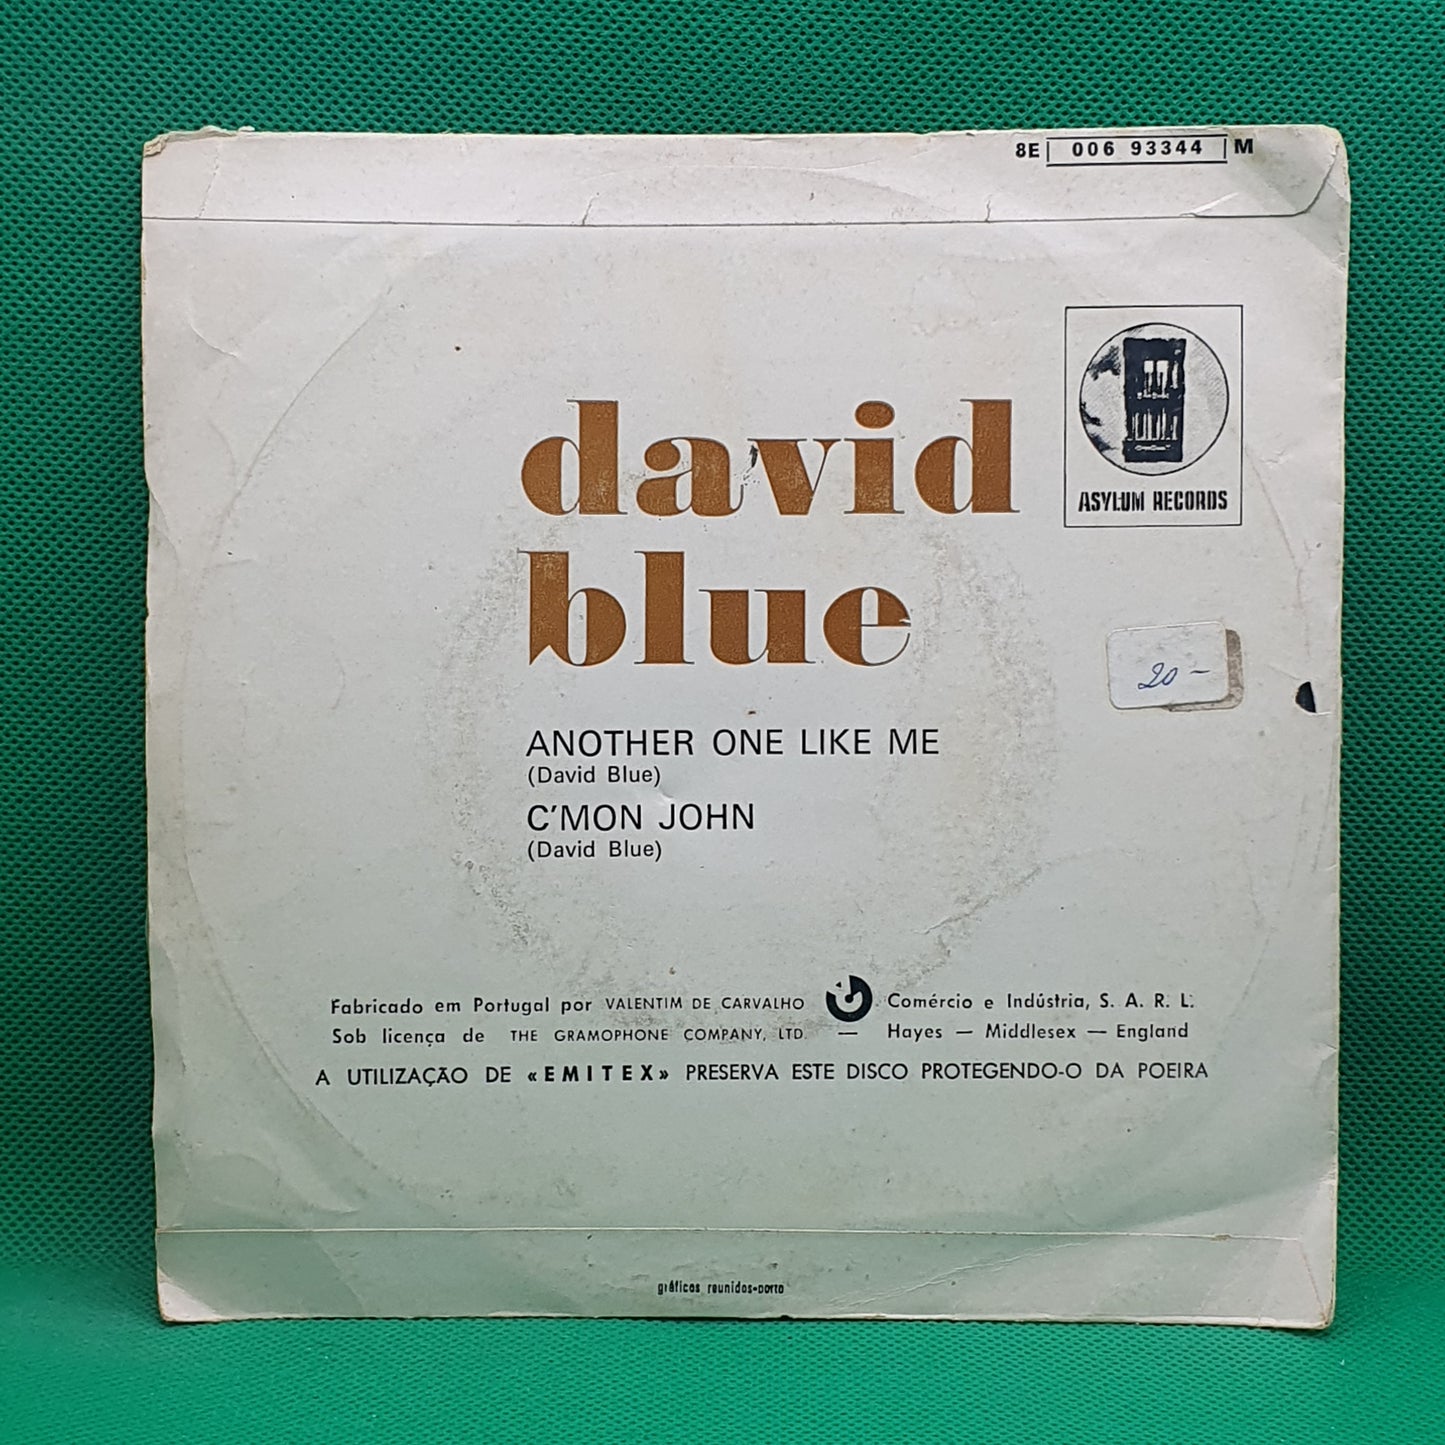 8E 006 93344 M
ASYLUM RECORDS
david
blue
20-
ANOTHER ONE LIKE ME
(David Blue)
C'MON JOHN
(David Blue)
Fabricado em Portugal por VALENTIM DE CARVALHO Comércio e Indústria, S. A. R. L.
Sob licença de THE GRAMOPHONE COMPANY, LTD. — Hayes — Middlesex — England
A UTILIZAÇÃO DE «EMITEX» PRESERVA ESTE DISCO PROTEGENDO-O DA POEIRA
gráficos reunidos-porto